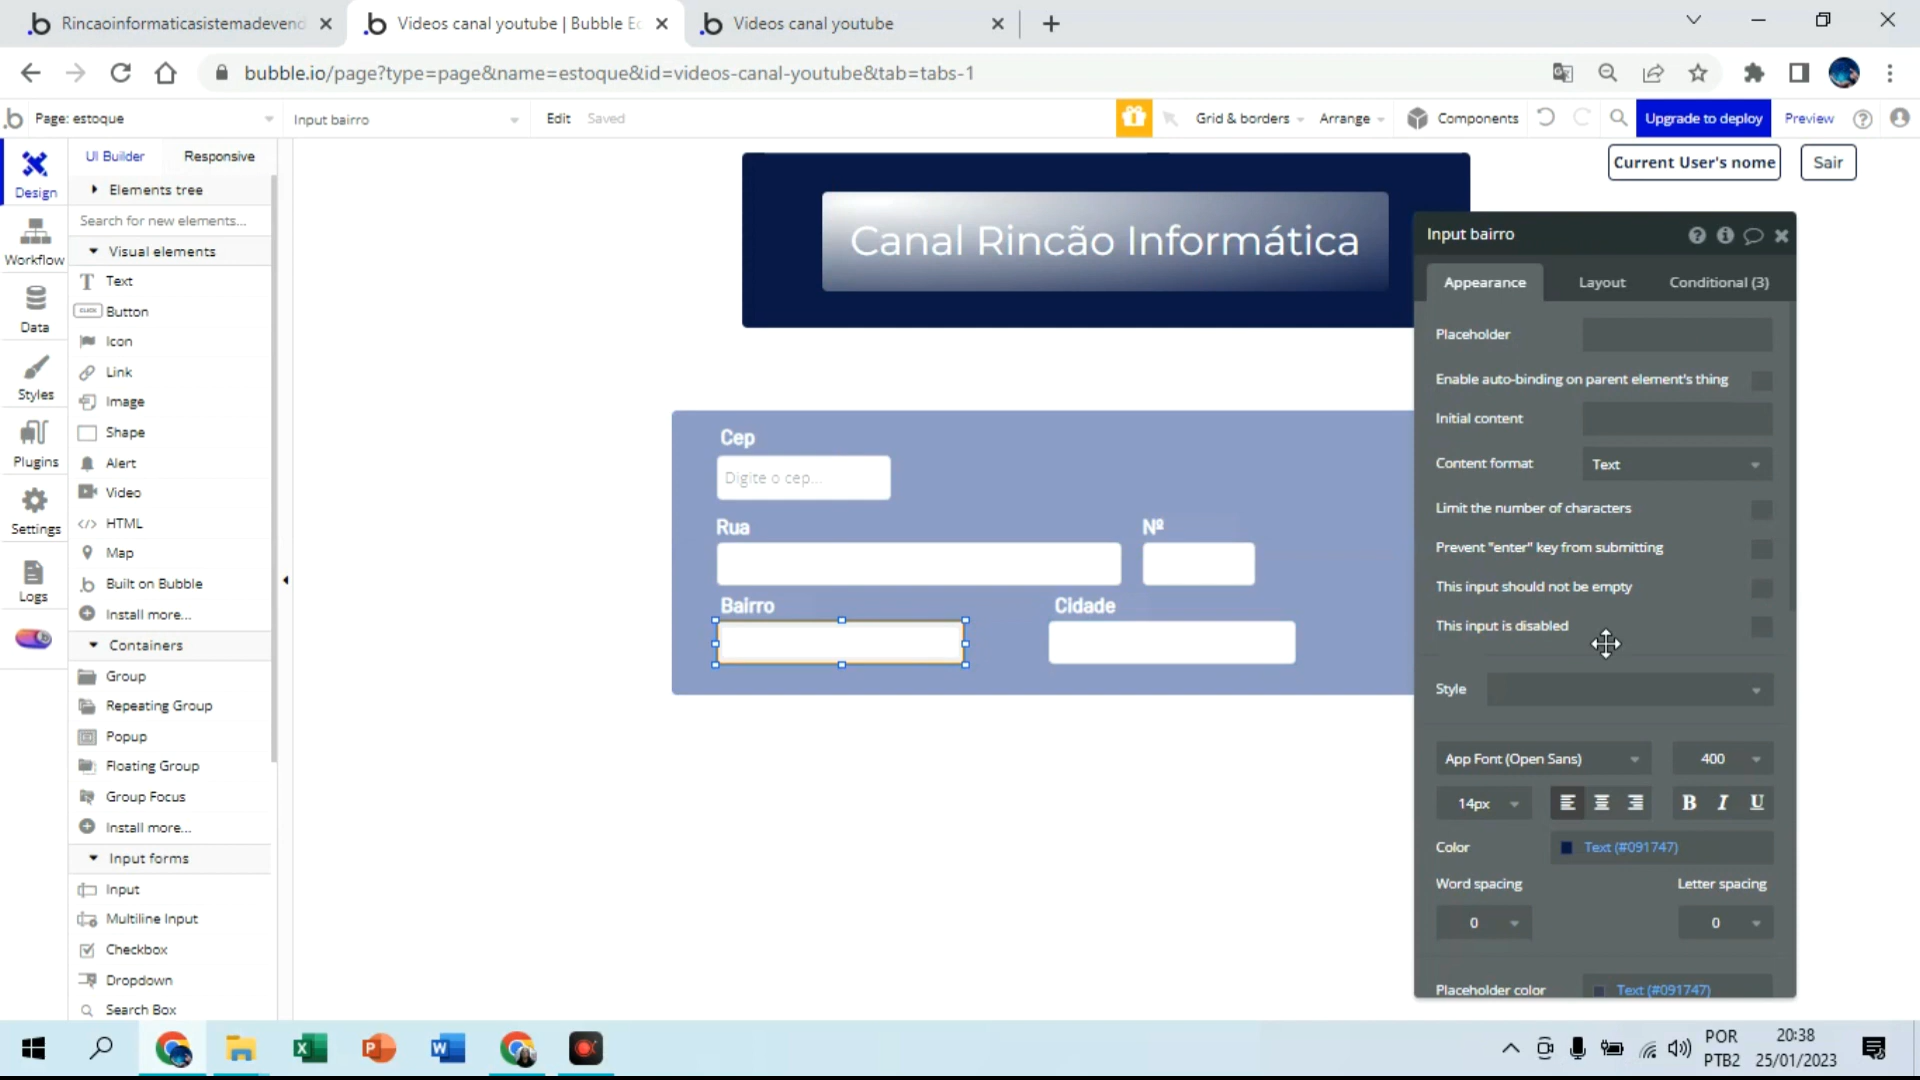 Rincaoinformaticasistemadevend
Videos canal youtube | Bubble Ec
Videos canal youtube
bubble.io/page?type=page&name=estoque&id=videos-canal-youtube&tab=tabs-1
Page: estoque
Input bairro
Edit
Saved
Grid & borders
Arrange
Components
Upgrade to deploy
Preview
Design
Workflow
Data
Styles
Plugins
Settings
Logs
UI Builder
Responsive
Elements tree
Search for new elements...
Visual elements
Text
Button
Icon
Link
Image
Shape
Alert
Video
HTML
Map
Built on Bubble
Install more...
Containers
Group
Repeating Group
Popup
Floating Group
Group Focus
Install more...
Input forms
Input
Multiline Input
Checkbox
Dropdown
Search Box
Canal Rincão Informática
Current User's nome
Sair
Cep
Digite o cep...
Rua
Nº
Bairro
Cidade
Input bairro
Appearance
Layout
Conditional (3)
Placeholder
Enable auto-binding on parent element's thing
Initial content
Content format
Text
Limit the number of characters
Prevent "enter" key from submitting
This input should not be empty
This input is disabled
Style
App Font (Open Sans)
400
14px
B I U
Color
Text (#091747)
Word spacing
Letter spacing
0
0
Placeholder color
Text (#091747)
POR
PTB2
20:38
25/01/2023